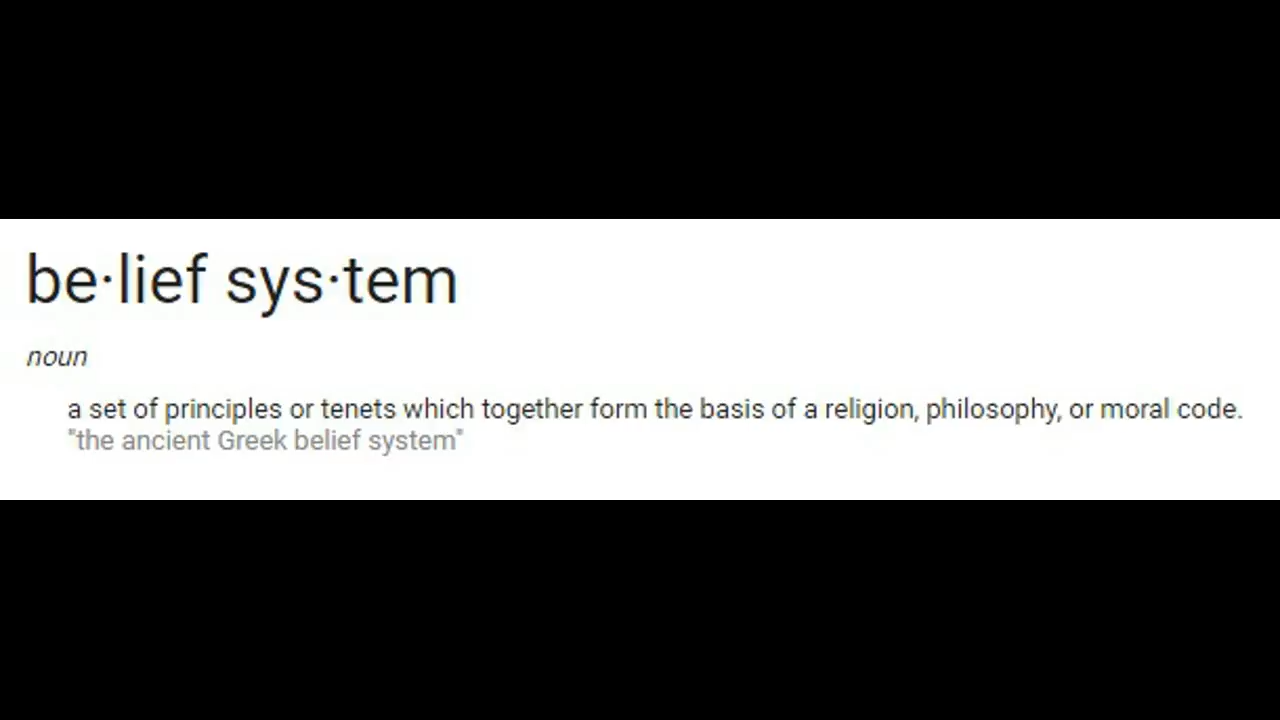 be·lief sys·tem
noun
a set of principles or tenets which together form the basis of a religion, philosophy, or moral code.
"the ancient Greek belief system"